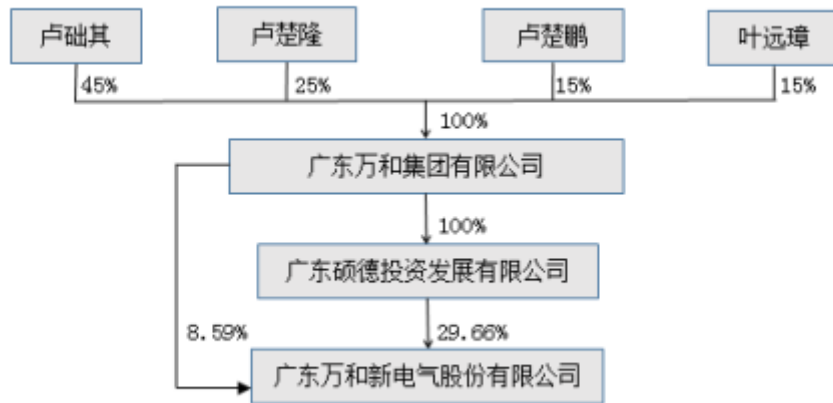 卢础其 卢楚隆 卢楚鹏 叶远璋
45% 25% 15% 15%
100%
广东万和集团有限公司
100%
广东硕德投资发展有限公司
8.59% 29.66%
广东万和新电气股份有限公司